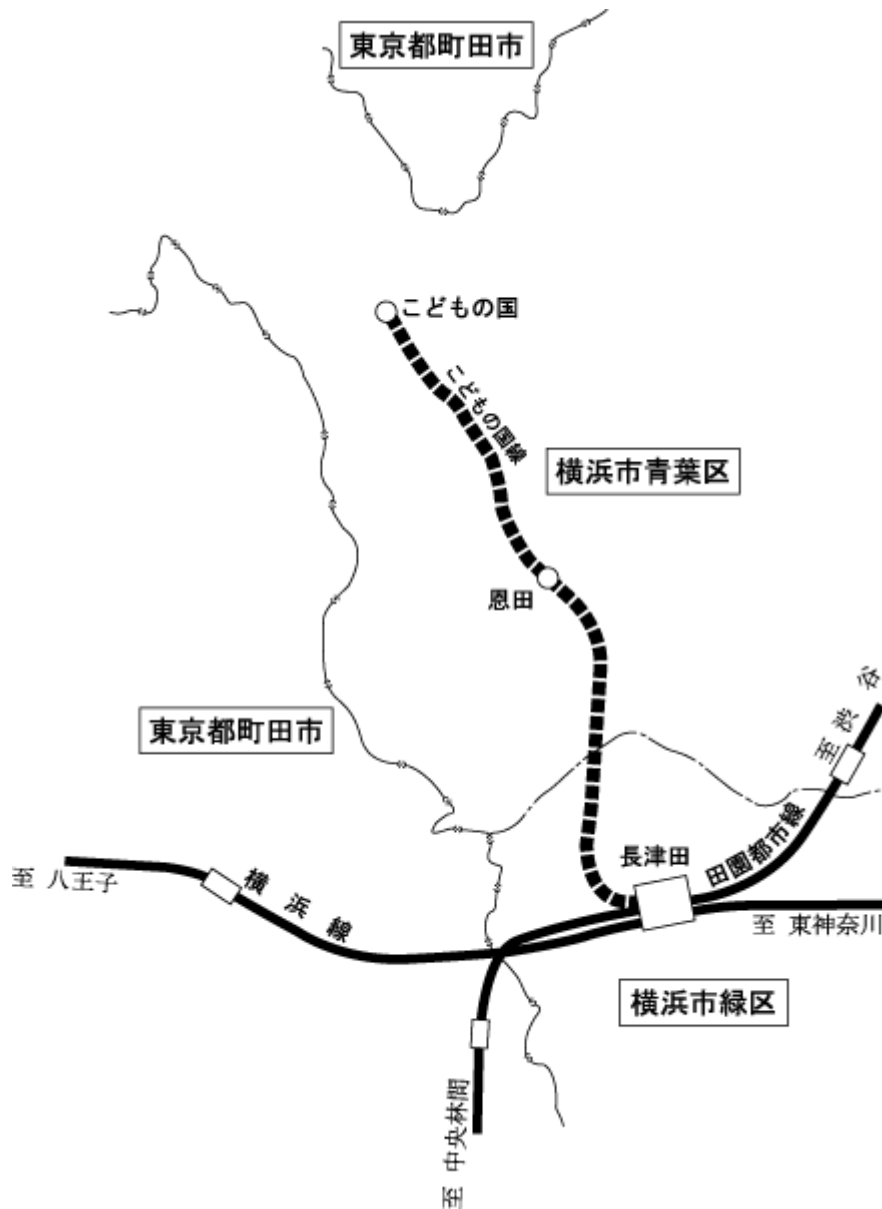 東京都町田市
こどもの国
こどもの国線
横浜市青葉区
恩田
東京都町田市
至 渋谷
田園都市線
長津田
至 八王子
横浜線
至 東神奈川
横浜市緑区
至 中央林間